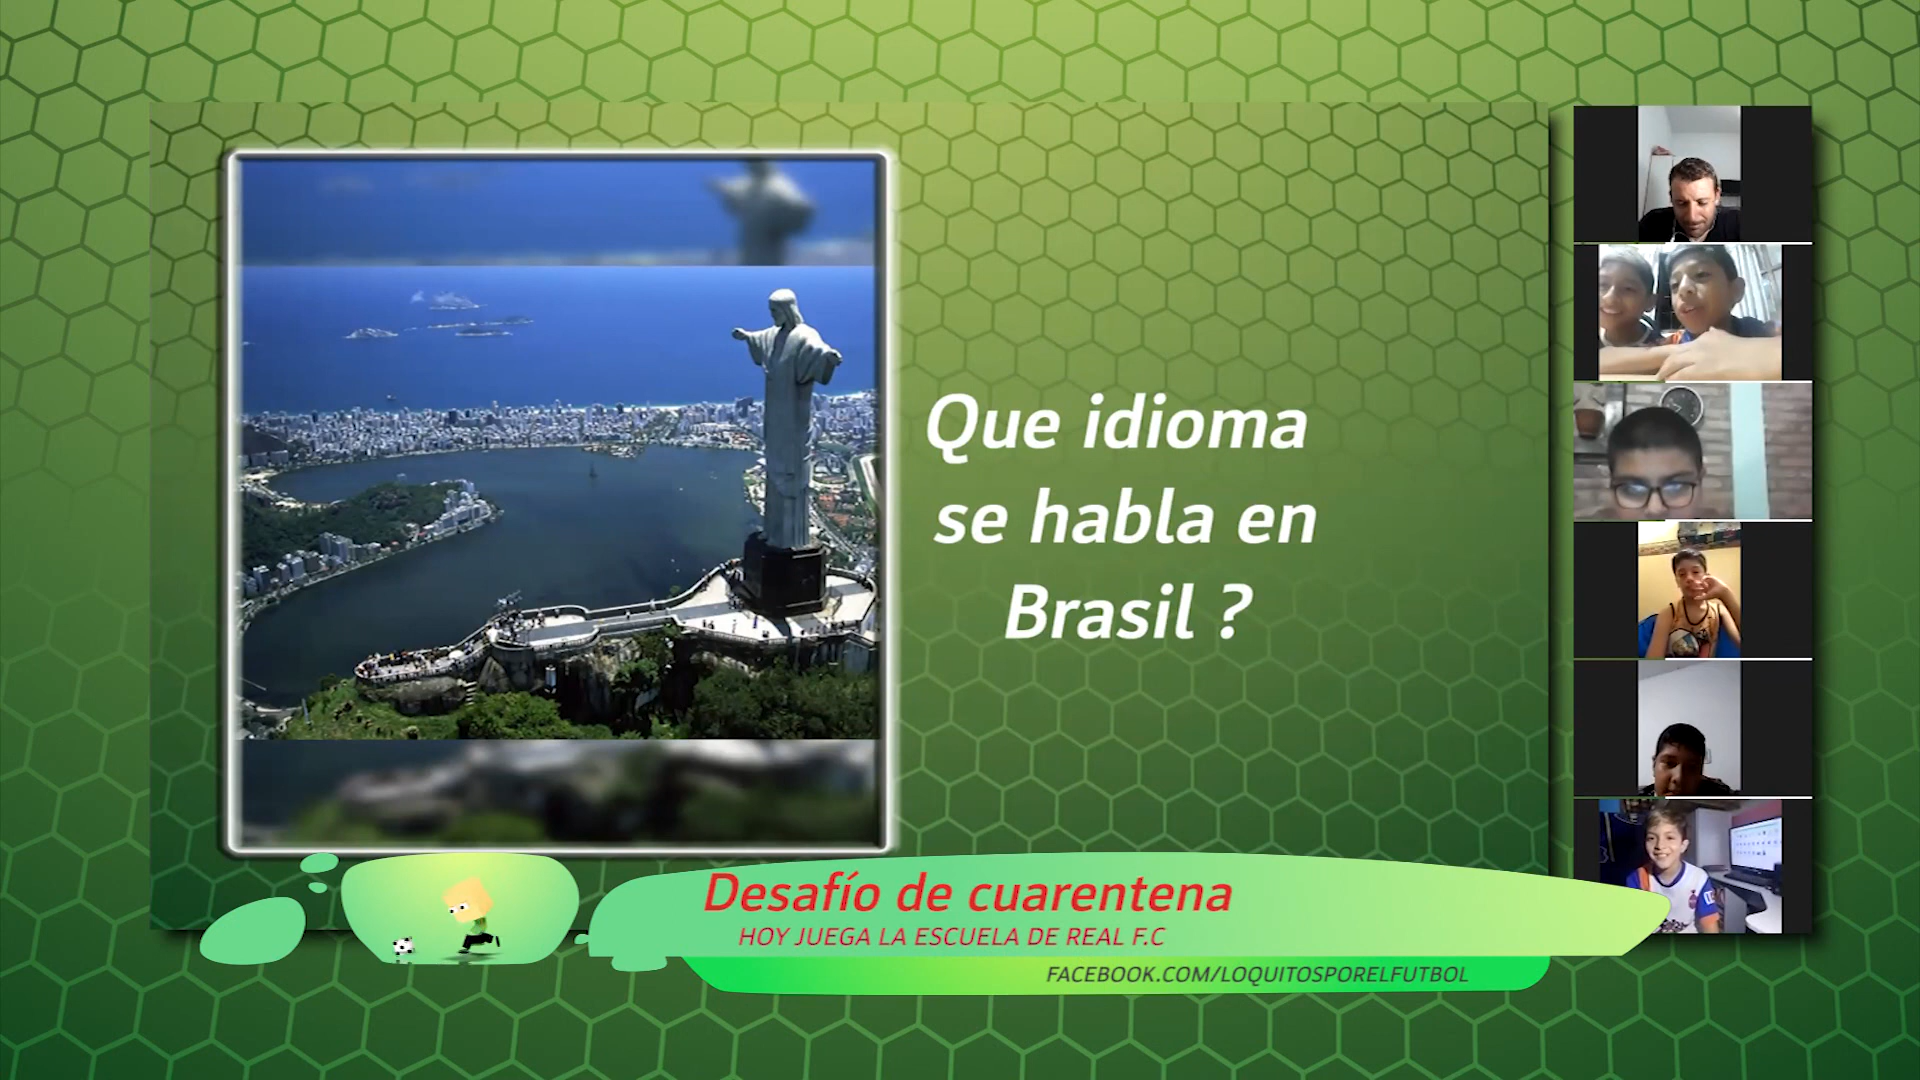 Que idioma
se habla en
Brasil ?
Desafío de cuarentena
HOY JUEGA LA ESCUELA DE REAL F.C
FACEBOOK.COM/LOQUITOSPORELFUTBOL